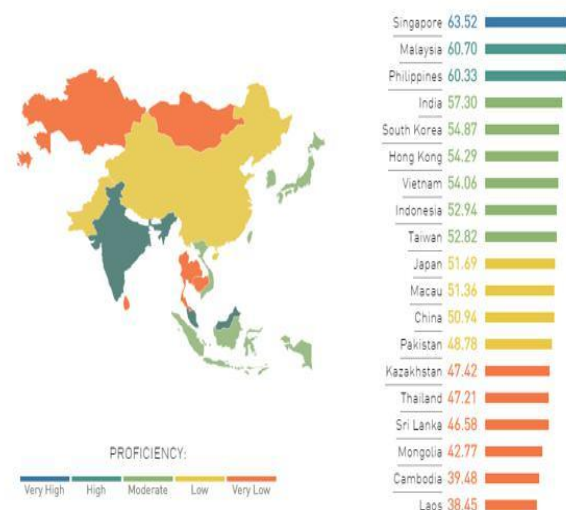 Singapore 63.52
Malaysia 60.70
Philippines 60.33
India 57.30
South Korea 54.87
Hong Kong 54.29
Vietnam 54.06
Indonesia 52.94
Taiwan 52.82
Japan 51.69
Macau 51.36
China 50.94
Pakistan 48.78
Kazakhstan 47.42
Thailand 47.21
Sri Lanka 46.58
Mongolia 42.77
Cambodia 39.48
Laos 38.45
PROFICIENCY:
Very High High Moderate Low Very Low